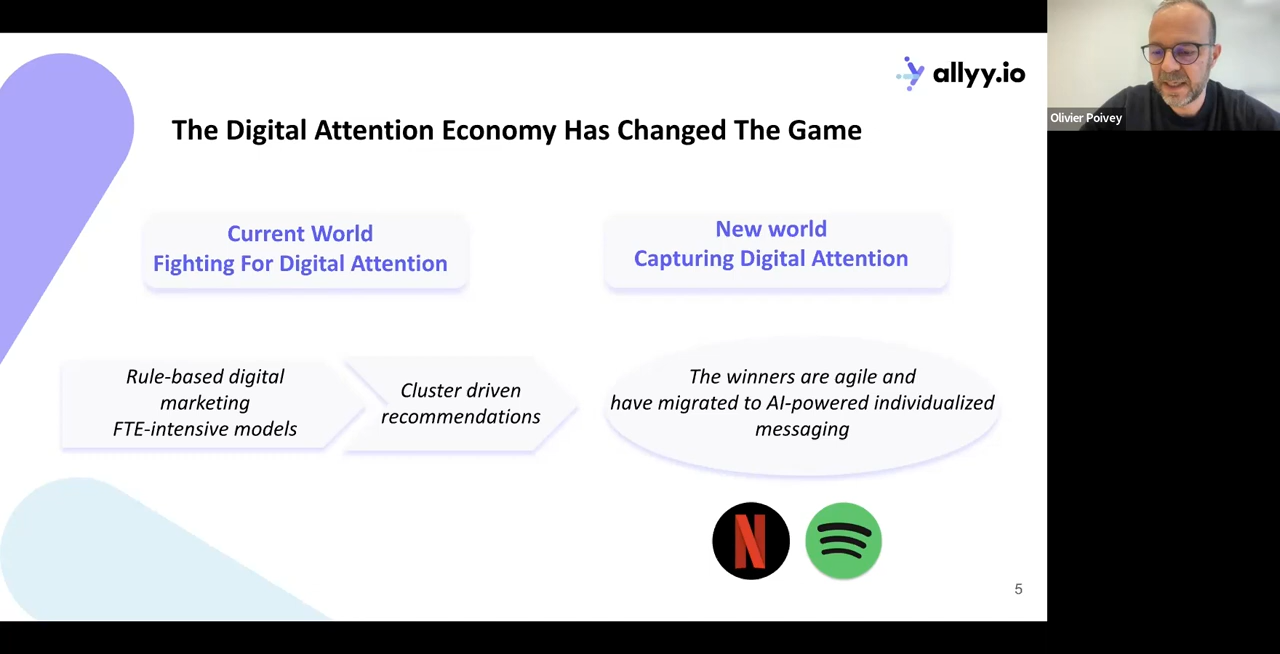 allyy.io
Olivier Poivey
The Digital Attention Economy Has Changed The Game
Current World
Fighting For Digital Attention
New world
Capturing Digital Attention
Rule-based digital
marketing
FTE-intensive models
Cluster driven
recommendations
The winners are agile and
have migrated to AI-powered individualized
messaging
N
5